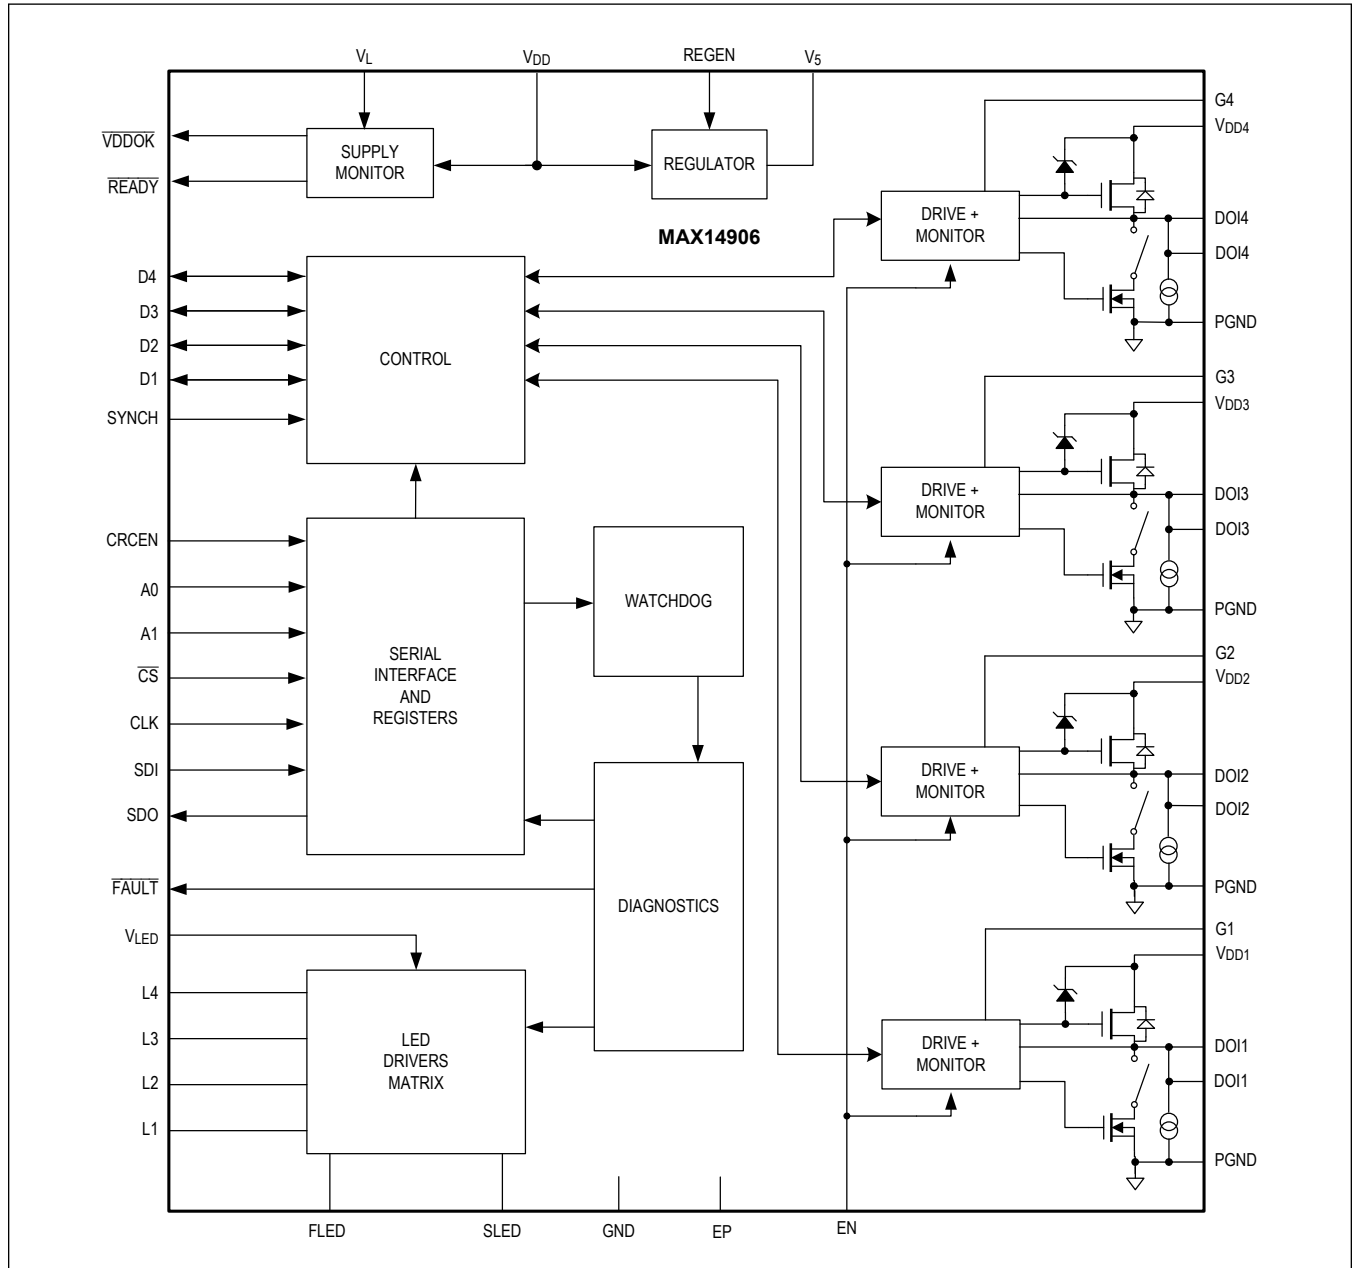 VL
VDD
REGEN
V5
VDDOK
READY
SUPPLY
MONITOR
REGULATOR
MAX14906
D4
D3
D2
D1
SYNCH
CONTROL
CRCEN
A0
A1
CS
CLK
SDI
SDO
SERIAL
INTERFACE
AND
REGISTERS
WATCHDOG
DIAGNOSTICS
FAULT
VLED
L4
L3
L2
L1
LED
DRIVERS
MATRIX
DRIVE +
MONITOR
G4
VDD4
DOI4
DOI4
PGND
DRIVE +
MONITOR
G3
VDD3
DOI3
DOI3
PGND
DRIVE +
MONITOR
G2
VDD2
DOI2
DOI2
PGND
DRIVE +
MONITOR
G1
VDD1
DOI1
DOI1
PGND
FLED
SLED
GND
EP
EN